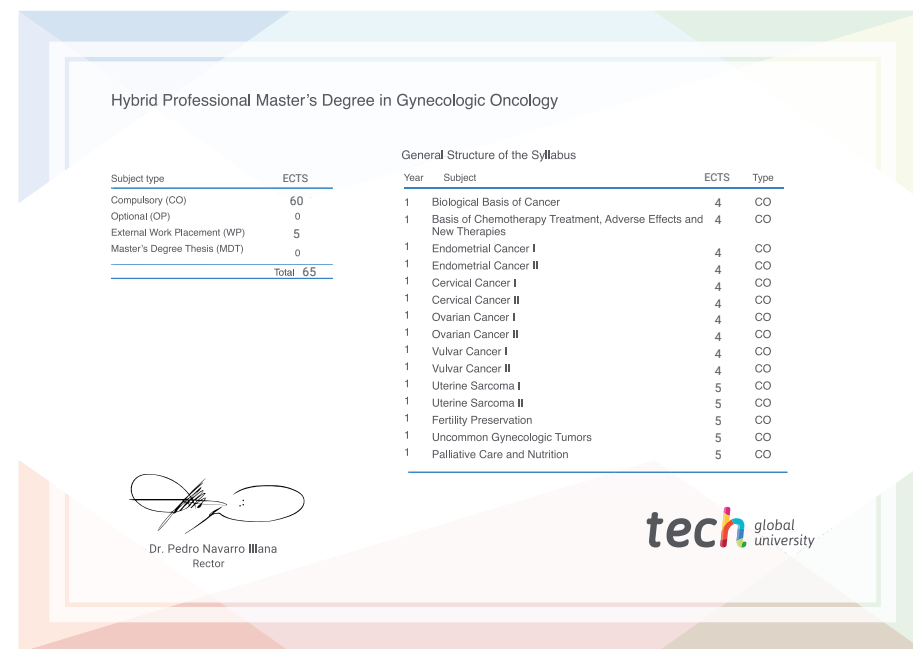 Hybrid Professional Master's Degree in Gynecologic Oncology
Subject type ECTS
Compulsory (CO) 60
Optional (OP) 0
External Work Placement (WP) 5
Master's Degree Thesis (MDT) 0
Total 65
General Structure of the Syllabus
Year Subject ECTS Type
1 Biological Basis of Cancer 4 CO
1 Basis of Chemotherapy Treatment, Adverse Effects and 4 CO
New Therapies
1 Endometrial Cancer I 4 CO
1 Endometrial Cancer II 4 CO
1 Cervical Cancer I 4 CO
1 Cervical Cancer II 4 CO
1 Ovarian Cancer I 4 CO
1 Ovarian Cancer II 4 CO
1 Vulvar Cancer I 4 CO
1 Vulvar Cancer II 4 CO
1 Uterine Sarcoma I 5 CO
1 Uterine Sarcoma II 5 CO
1 Fertility Preservation 5 CO
1 Uncommon Gynecologic Tumors 5 CO
1 Palliative Care and Nutrition 5 CO
Dr. Pedro Navarro Illana
Rector
tech global
university